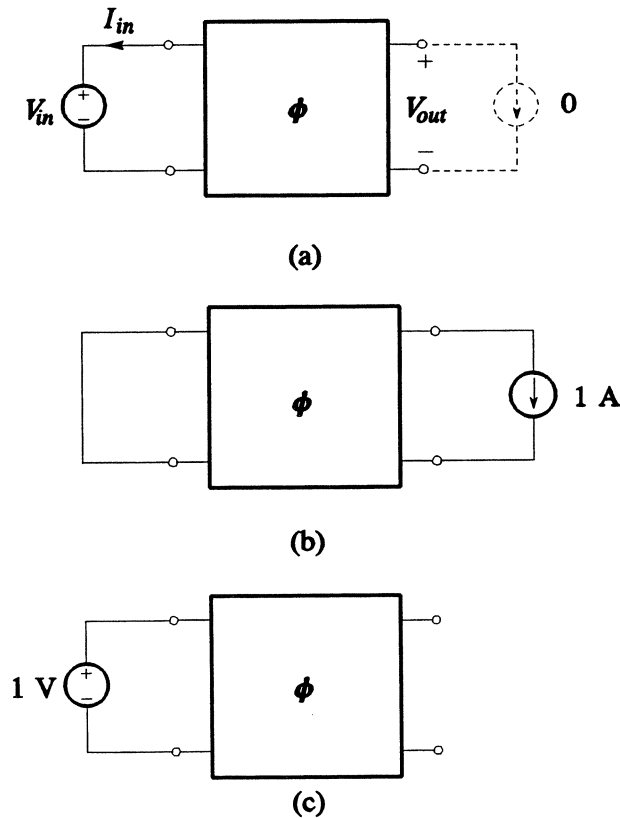 I_in
V_in
+
−
ϕ
+
V_out
−
0
(a)
ϕ
1 A
(b)
1 V
+
−
ϕ
(c)